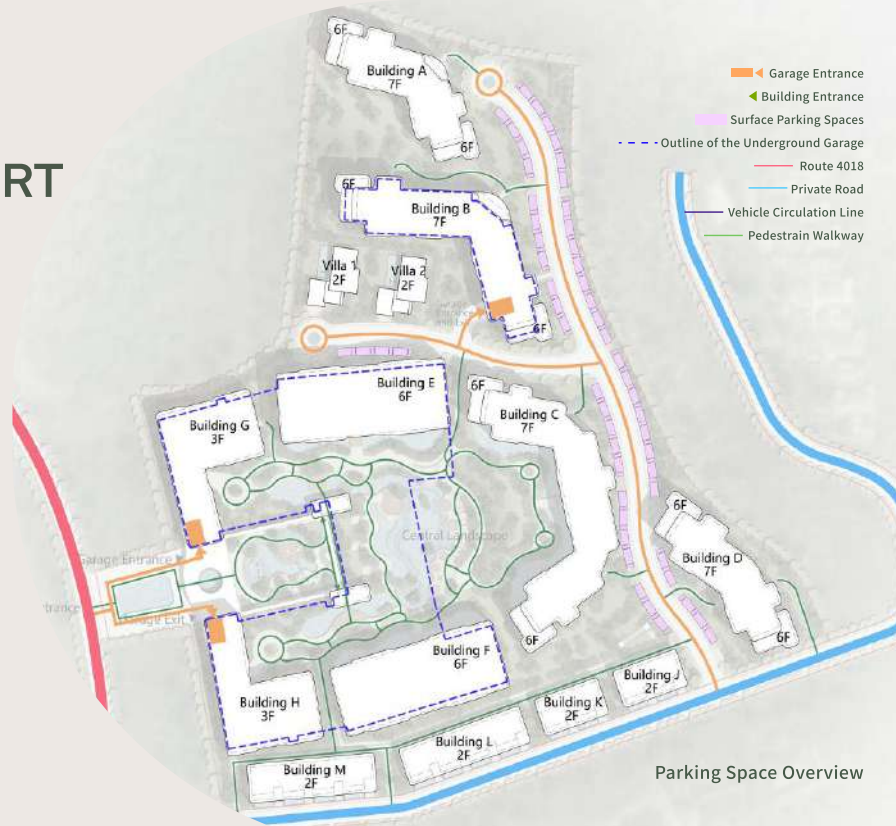 RT
Garage Entrance
Building Entrance
Surface Parking Spaces
Outline of the Underground Garage
Route 4018
Private Road
Vehicle Circulation Line
Pedestrain Walkway
6F
Building A
7F
6F
6F
Building B
7F
6F
Villa 1
2F
Villa 2
2F
Building E
6F
6F
Building C
7F
6F
Building G
3F
Central Landscape
6F
Building D
7F
6F
Garage Entrance
Garage Exit
Building F
6F
Building H
3F
Building J
2F
Building K
2F
Building L
2F
Building M
2F
Parking Space Overview